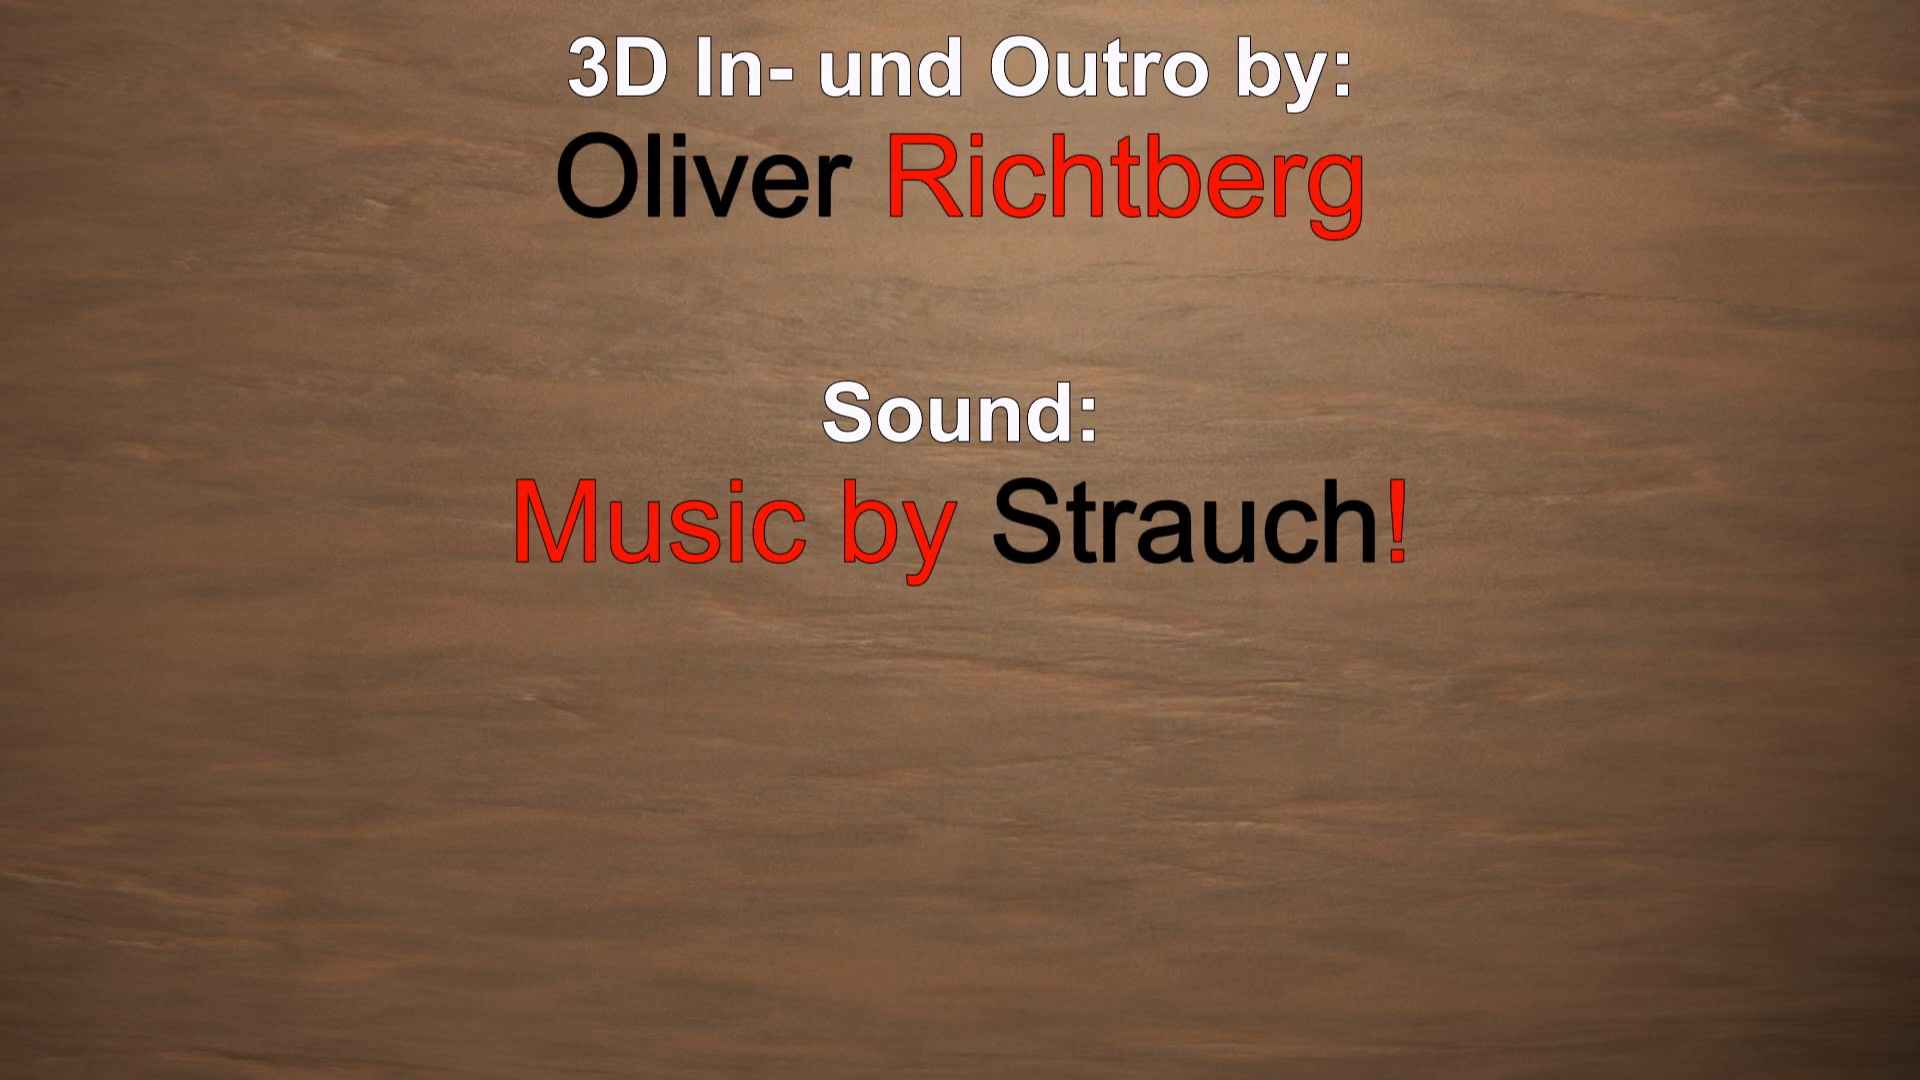 3D In- und Outro by:
Oliver Richtberg
Sound:
Music by Strauch!